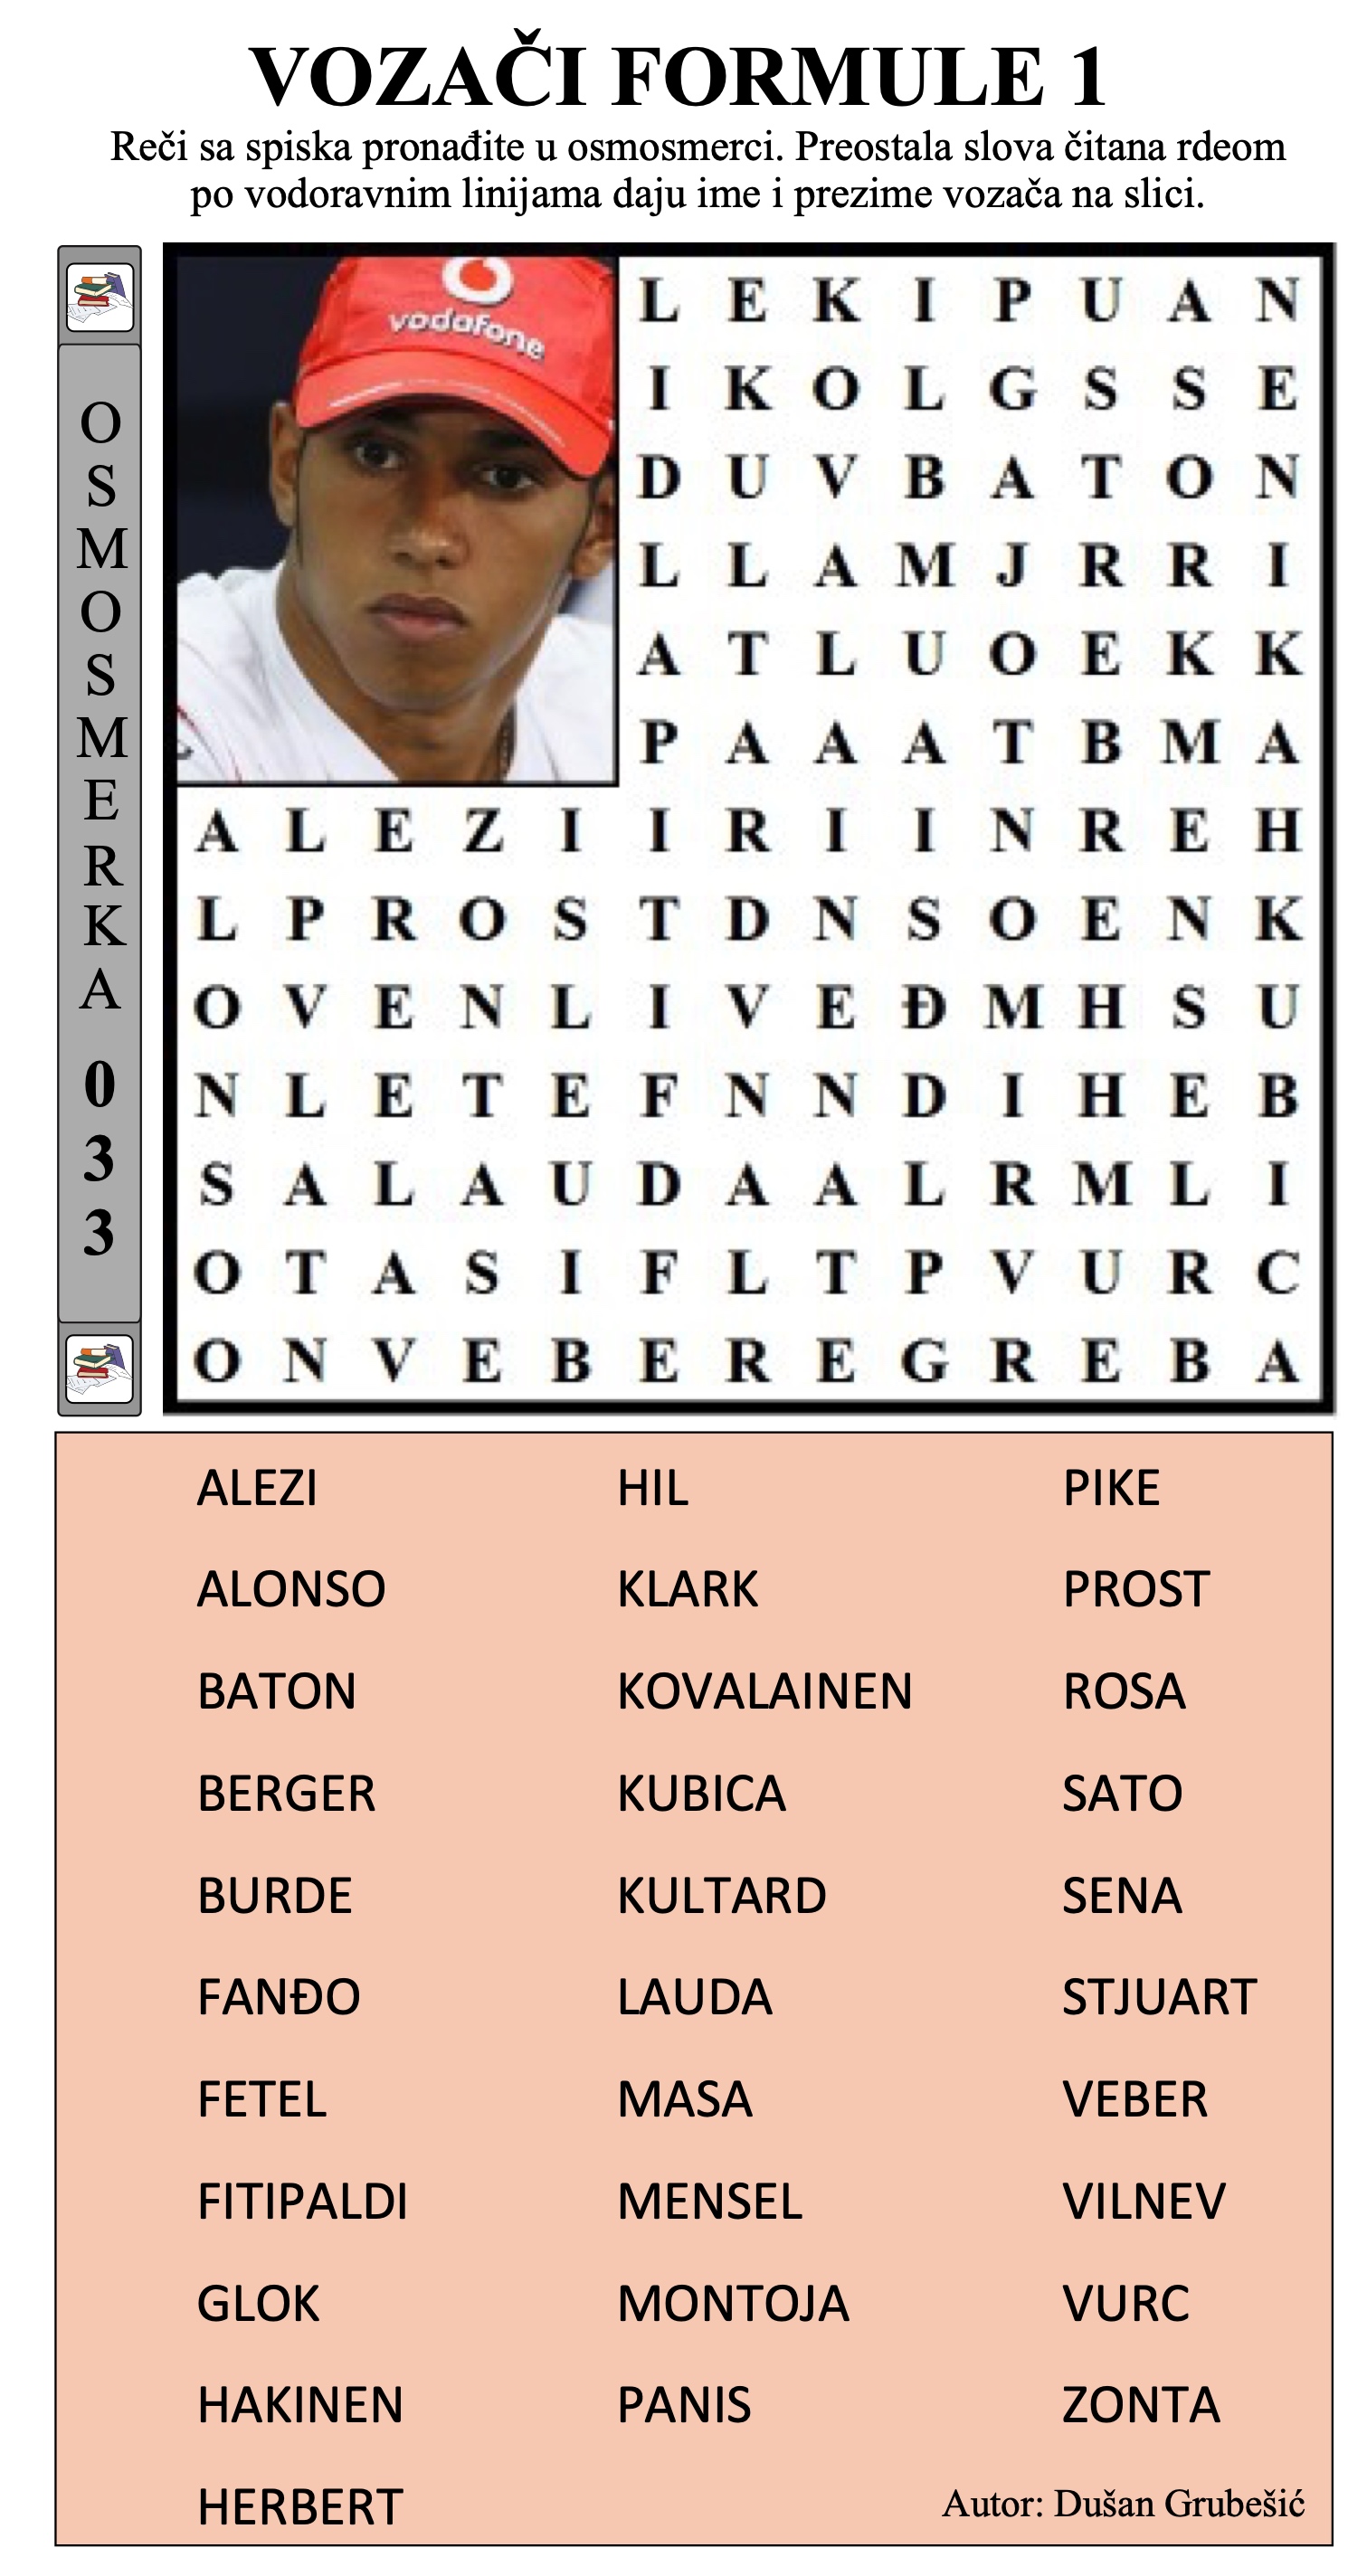 VOZAČI FORMULE 1
Reči sa spiska pronađite u osmosmerci. Preostala slova čitana rdeom
po vodoravnim linijama daju ime i prezime vozača na slici.
OSMOSMERKA 033
vodafone
L E K I P U A N
I K O L G S S E
D U V B A T O N
L L A M J R R I
A T L U O E K K
P A A A T B M A
A L E Z I I R I I N R E H
L P R O S T D N S O E N K
O V E N L I V E Đ M H S U
N L E T E F N N D I H E B
S A L A U D A A L R M L I
O T A S I F L T P V U R C
O N V E B E R E G R E B A
ALEZI
ALONSO
BATON
BERGER
BURDE
FANĐO
FETEL
FITIPALDI
GLOK
HAKINEN
HERBERT
HIL
KLARK
KOVALAINEN
KUBICA
KULTARD
LAUDA
MASA
MENSEL
MONTOJA
PANIS
PIKE
PROST
ROSA
SATO
SENA
STJUART
VEBER
VILNEV
VURC
ZONTA
Autor: Dušan Grubešić